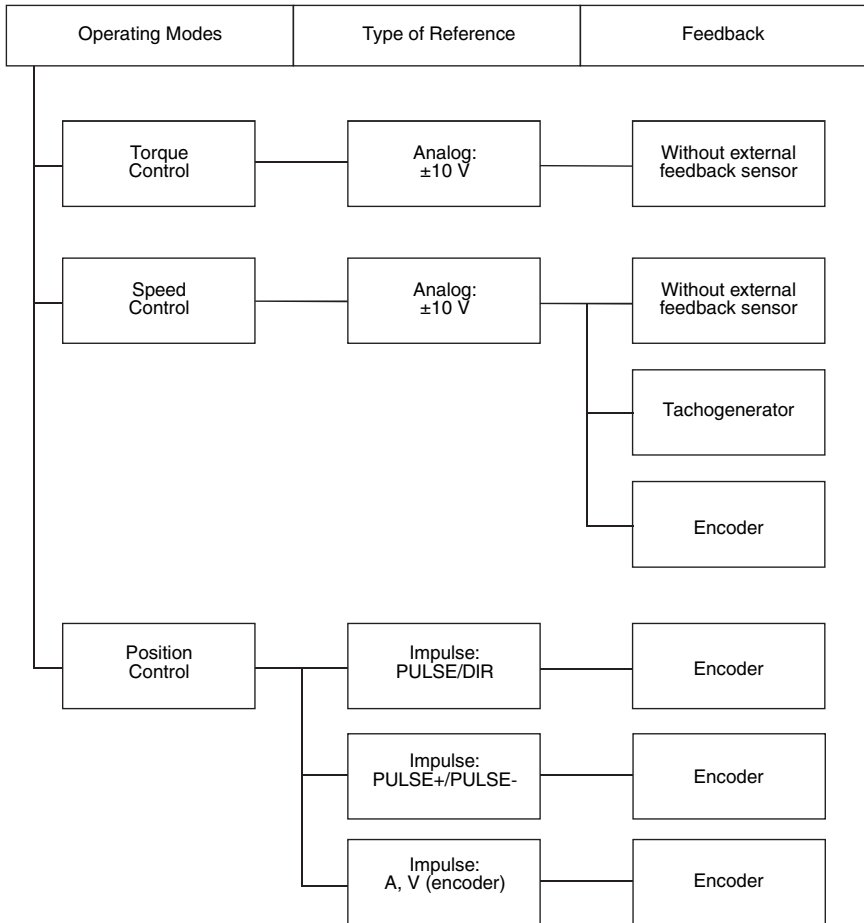 Operating Modes
Type of Reference
Feedback
Torque
Control
Analog:
±10 V
Without external
feedback sensor
Speed
Control
Analog:
±10 V
Without external
feedback sensor
Tachogenerator
Encoder
Position
Control
Impulse:
PULSE/DIR
Encoder
Impulse:
PULSE+/PULSE-
Encoder
Impulse:
A, V (encoder)
Encoder